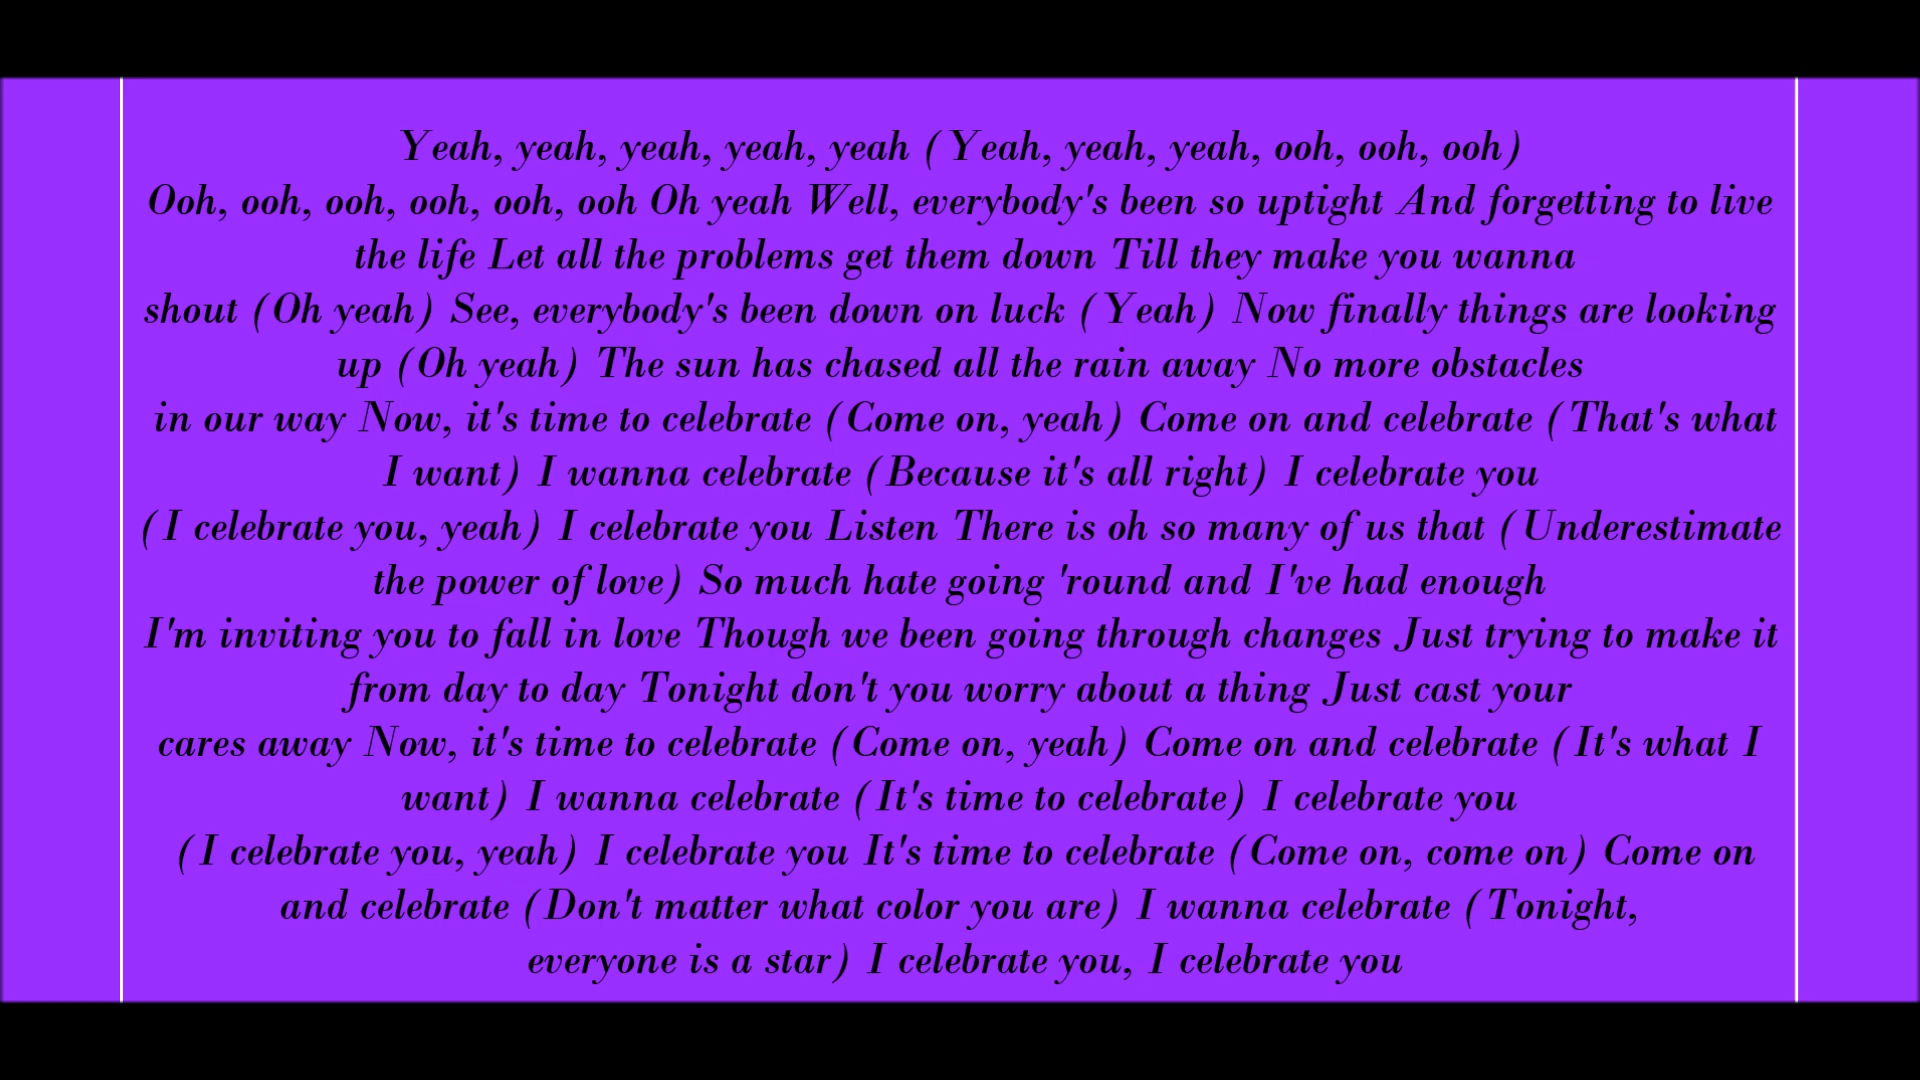 Yeah, yeah, yeah, yeah, yeah (Yeah, yeah, yeah, ooh, ooh, ooh)
Ooh, ooh, ooh, ooh, ooh, ooh Oh yeah Well, everybody's been so uptight And forgetting to live
the life Let all the problems get them down Till they make you wanna
shout (Oh yeah) See, everybody's been down on luck (Yeah) Now finally things are looking
up (Oh yeah) The sun has chased all the rain away No more obstacles
in our way Now, it's time to celebrate (Come on, yeah) Come on and celebrate (That's what
I want) I wanna celebrate (Because it's all right) I celebrate you
(I celebrate you, yeah) I celebrate you Listen There is oh so many of us that (Underestimate
the power of love) So much hate going 'round and I've had enough
I'm inviting you to fall in love Though we been going through changes Just trying to make it
from day to day Tonight don't you worry about a thing Just cast your
cares away Now, it's time to celebrate (Come on, yeah) Come on and celebrate (It's what I
want) I wanna celebrate (It's time to celebrate) I celebrate you
(I celebrate you, yeah) I celebrate you It's time to celebrate (Come on, come on) Come on
and celebrate (Don't matter what color you are) I wanna celebrate (Tonight,
everyone is a star) I celebrate you, I celebrate you